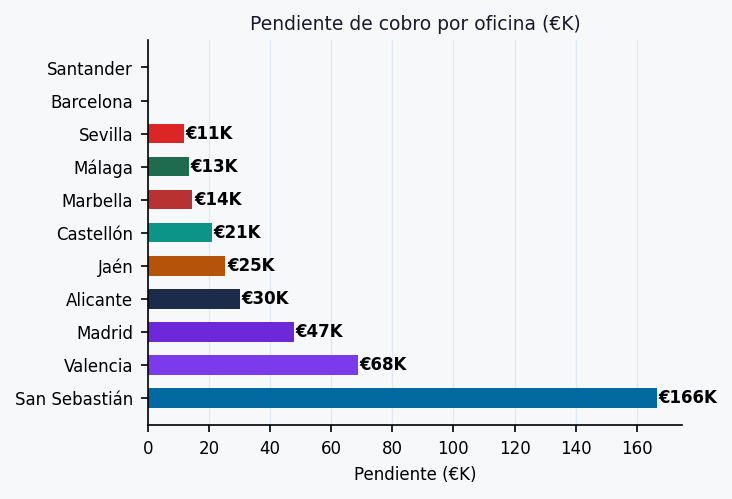 Pendiente de cobro por oficina (€K)
Santander
Barcelona
Sevilla €11K
Málaga €13K
Marbella €14K
Castellón €21K
Jaén €25K
Alicante €30K
Madrid €47K
Valencia €68K
San Sebastián €166K
0 20 40 60 80 100 120 140 160
Pendiente (€K)